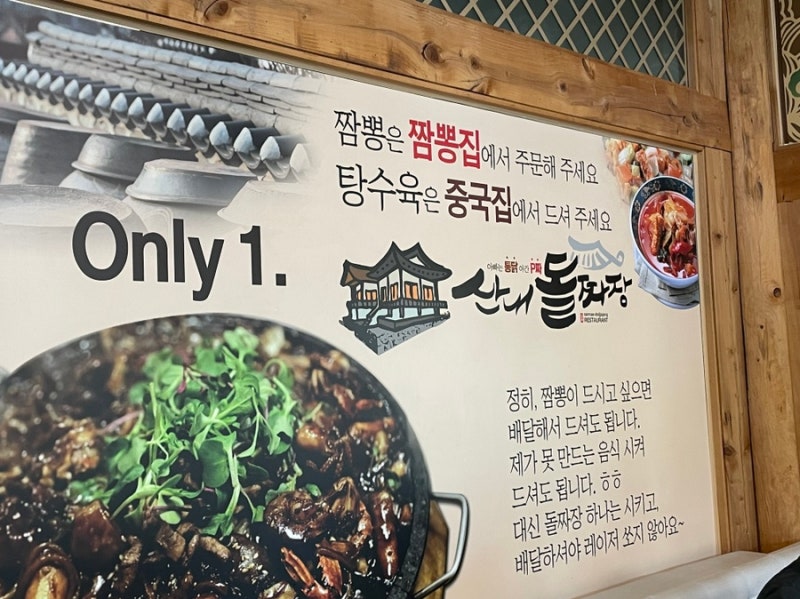 짬뽕은 짬뽕집에서 주문해 주세요
탕수육은 중국집에서 드셔 주세요
Only 1.
산내돌짜장
RESTAURANT
정히, 짬뽕이 드시고 싶으면
배달해서 드셔도 됩니다.
제가 못 만드는 음식 시켜
드셔도 됩니다. ㅎㅎ
대신 돌짜장 하나는 시키고,
배달하셔야 레이저 쏘지 않아요~